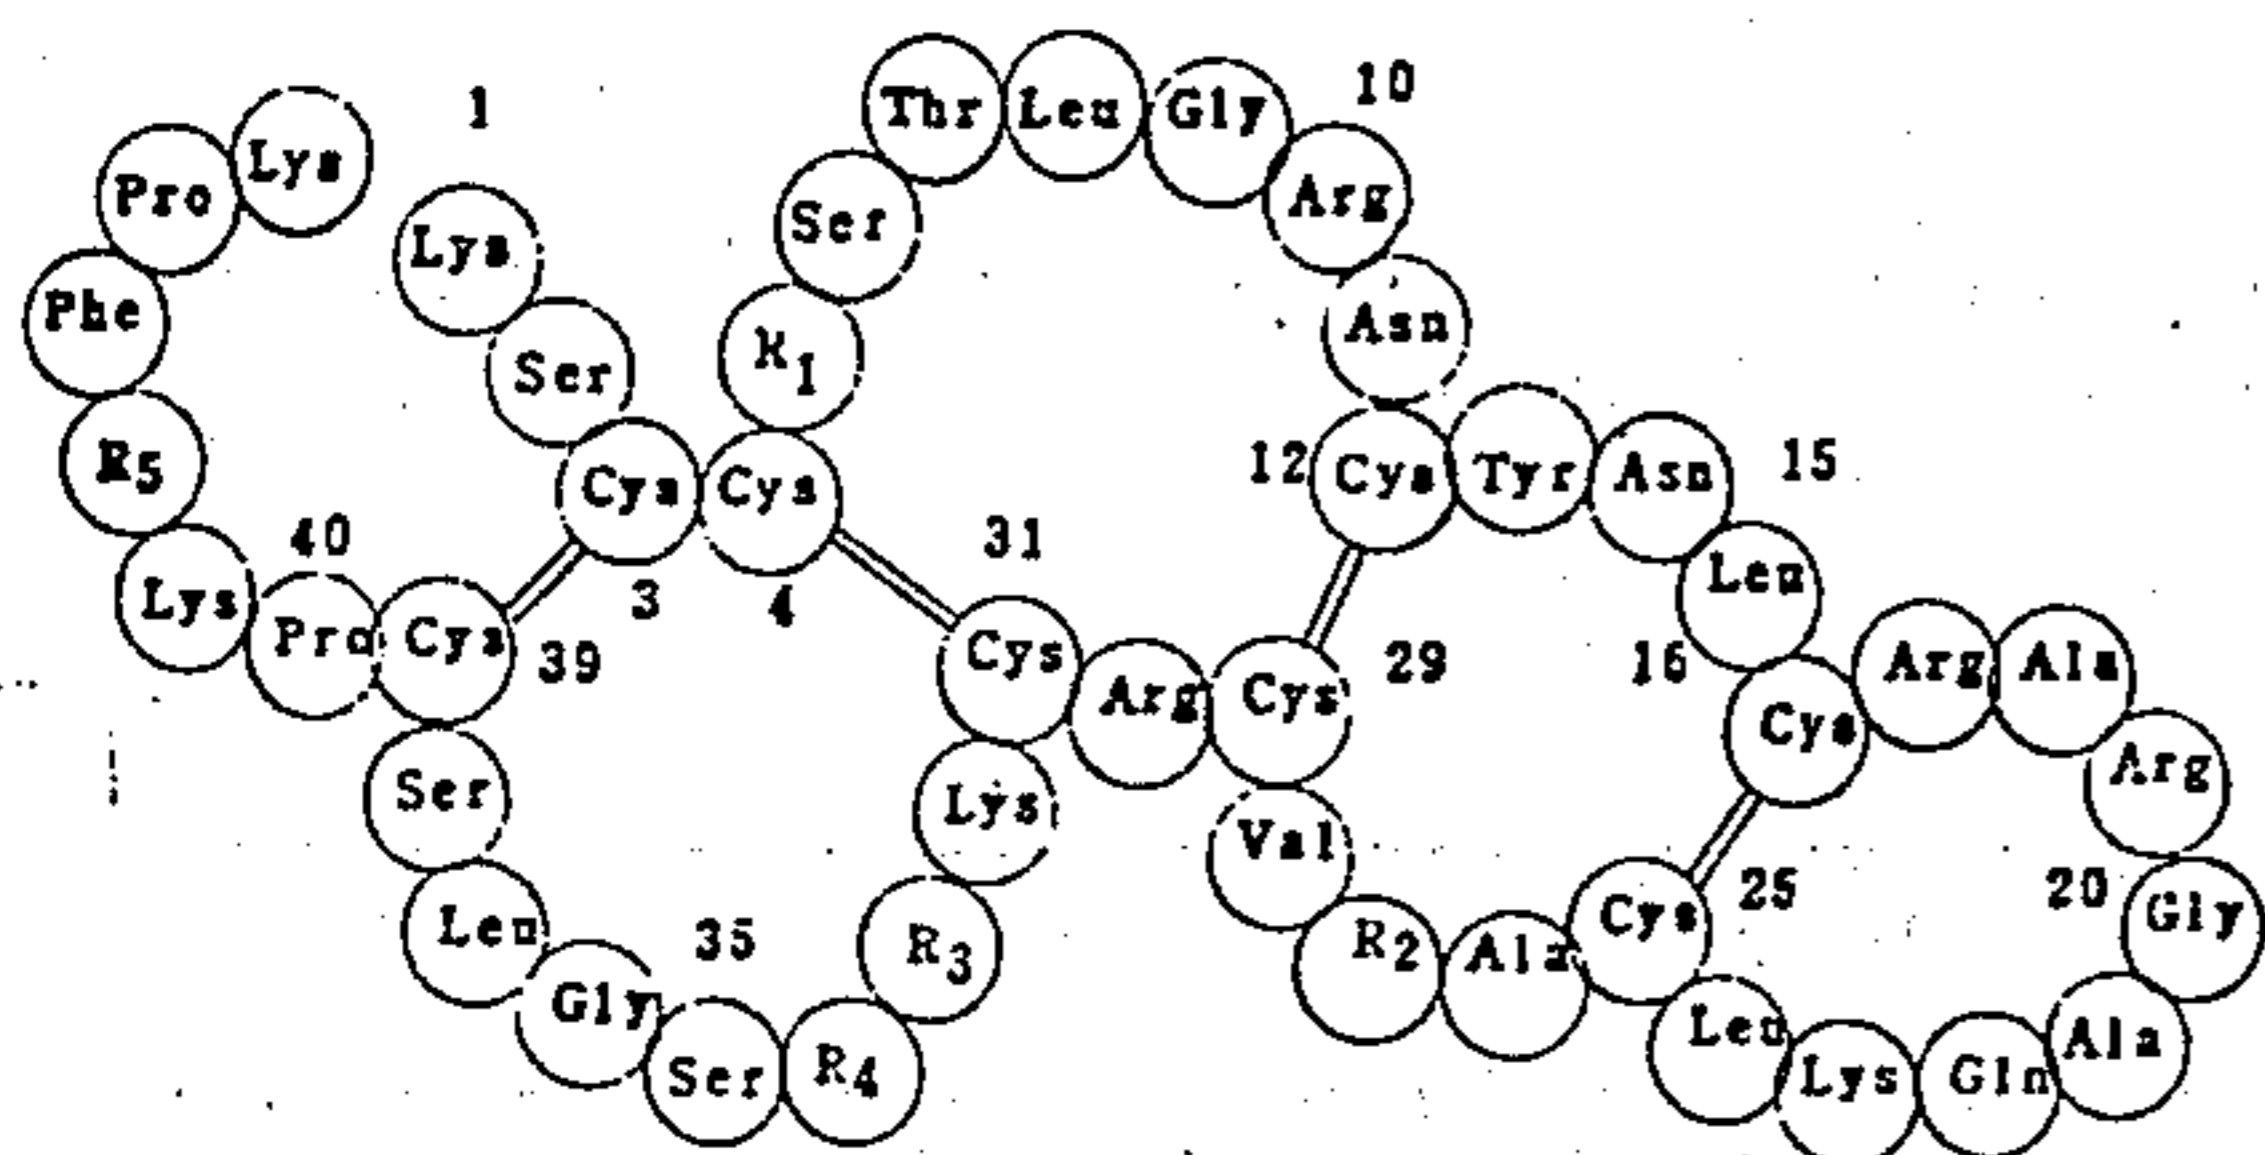 1
Lys
Ser
Cys
3
Cys
4
R1
Ser
Thr
Leu
Gly
10
Arg
Asn
12
Cys
Tyr
Asn
15
Leu
16
Cys
Arg
Ala
Arg
20
Gly
Ala
Gln
Lys
Leu
Cys
25
Ala
R2
Val
Cys
29
Arg
31
Cys
Lys
R3
R4
35
Ser
Gly
Leu
Ser
Cys
39
40
Pro
Lys
R5
Phe
Pro
Lys